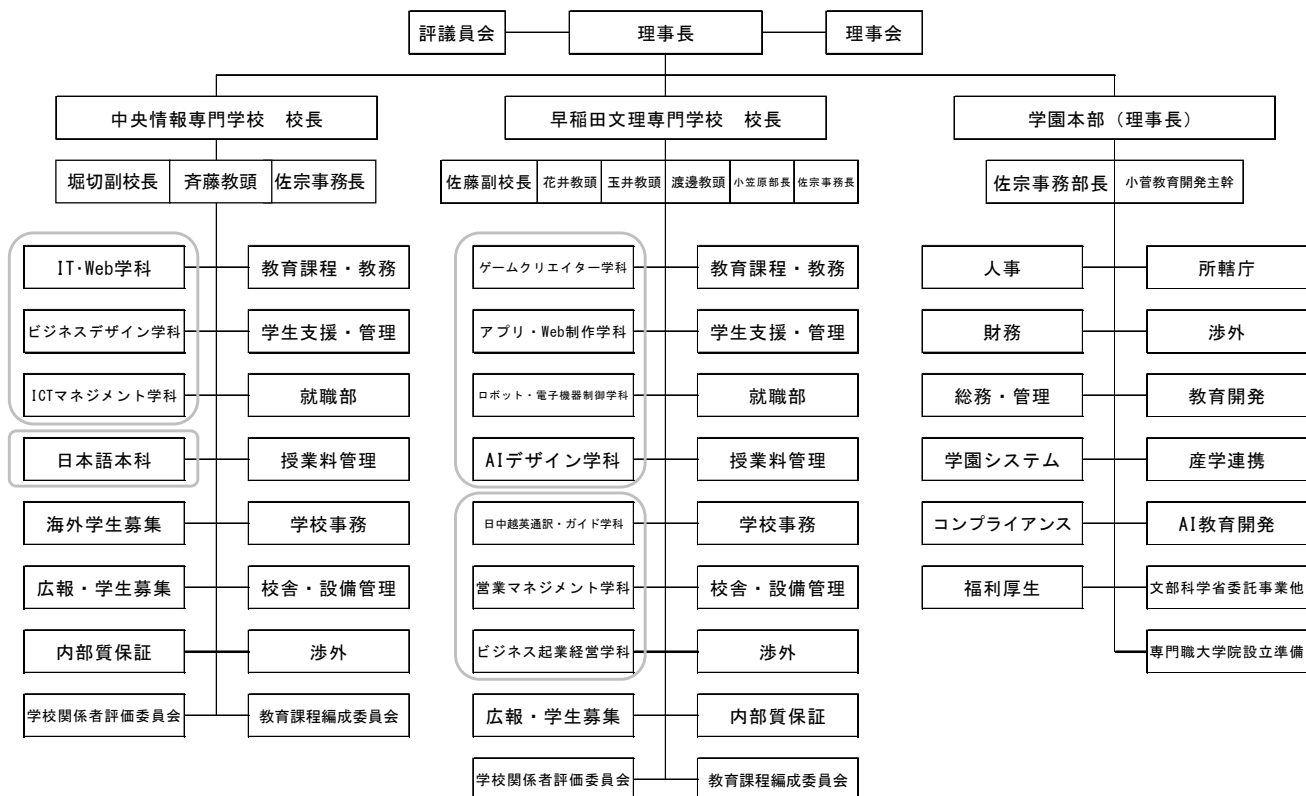 評議員会
理事長
理事会
中央情報専門学校　校長
早稲田文理専門学校　校長
学園本部（理事長）
堀切副校長
斉藤教頭
佐宗事務長
佐藤副校長
花井教頭
玉井教頭
渡邊教頭
小笠原部長
佐宗事務長
佐宗事務部長
小菅教育開発主幹
IT・Web学科
教育課程・教務
ビジネスデザイン学科
学生支援・管理
ICTマネジメント学科
就職部
日本語本科
授業料管理
海外学生募集
学校事務
広報・学生募集
校舎・設備管理
内部質保証
渉外
学校関係者評価委員会
教育課程編成委員会
ゲームクリエイター学科
教育課程・教務
アプリ・Web制作学科
学生支援・管理
ロボット・電子機器制御学科
就職部
AIデザイン学科
授業料管理
日中越英通訳・ガイド学科
学校事務
営業マネジメント学科
校舎・設備管理
ビジネス起業経営学科
渉外
広報・学生募集
内部質保証
学校関係者評価委員会
教育課程編成委員会
人事
所轄庁
財務
渉外
総務・管理
教育開発
学園システム
産学連携
コンプライアンス
AI教育開発
福利厚生
文部科学省委託事業他
専門職大学院設立準備